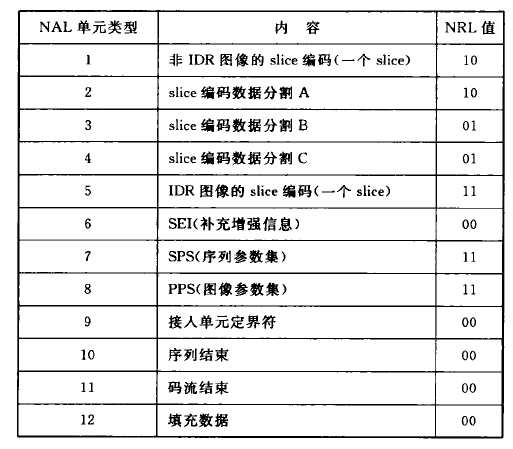 NAL 单元类型 内 容 NRL 值
1 非 IDR 图像的 slice 编码(一个 slice) 10
2 slice 编码数据分割 A 10
3 slice 编码数据分割 B 01
4 slice 编码数据分割 C 01
5 IDR 图像的 slice 编码(一个 slice) 11
6 SEI(补充增强信息) 00
7 SPS(序列参数集) 11
8 PPS(图像参数集) 11
9 接人单元定界符 00
10 序列结束 00
11 码流结束 00
12 填充数据 00